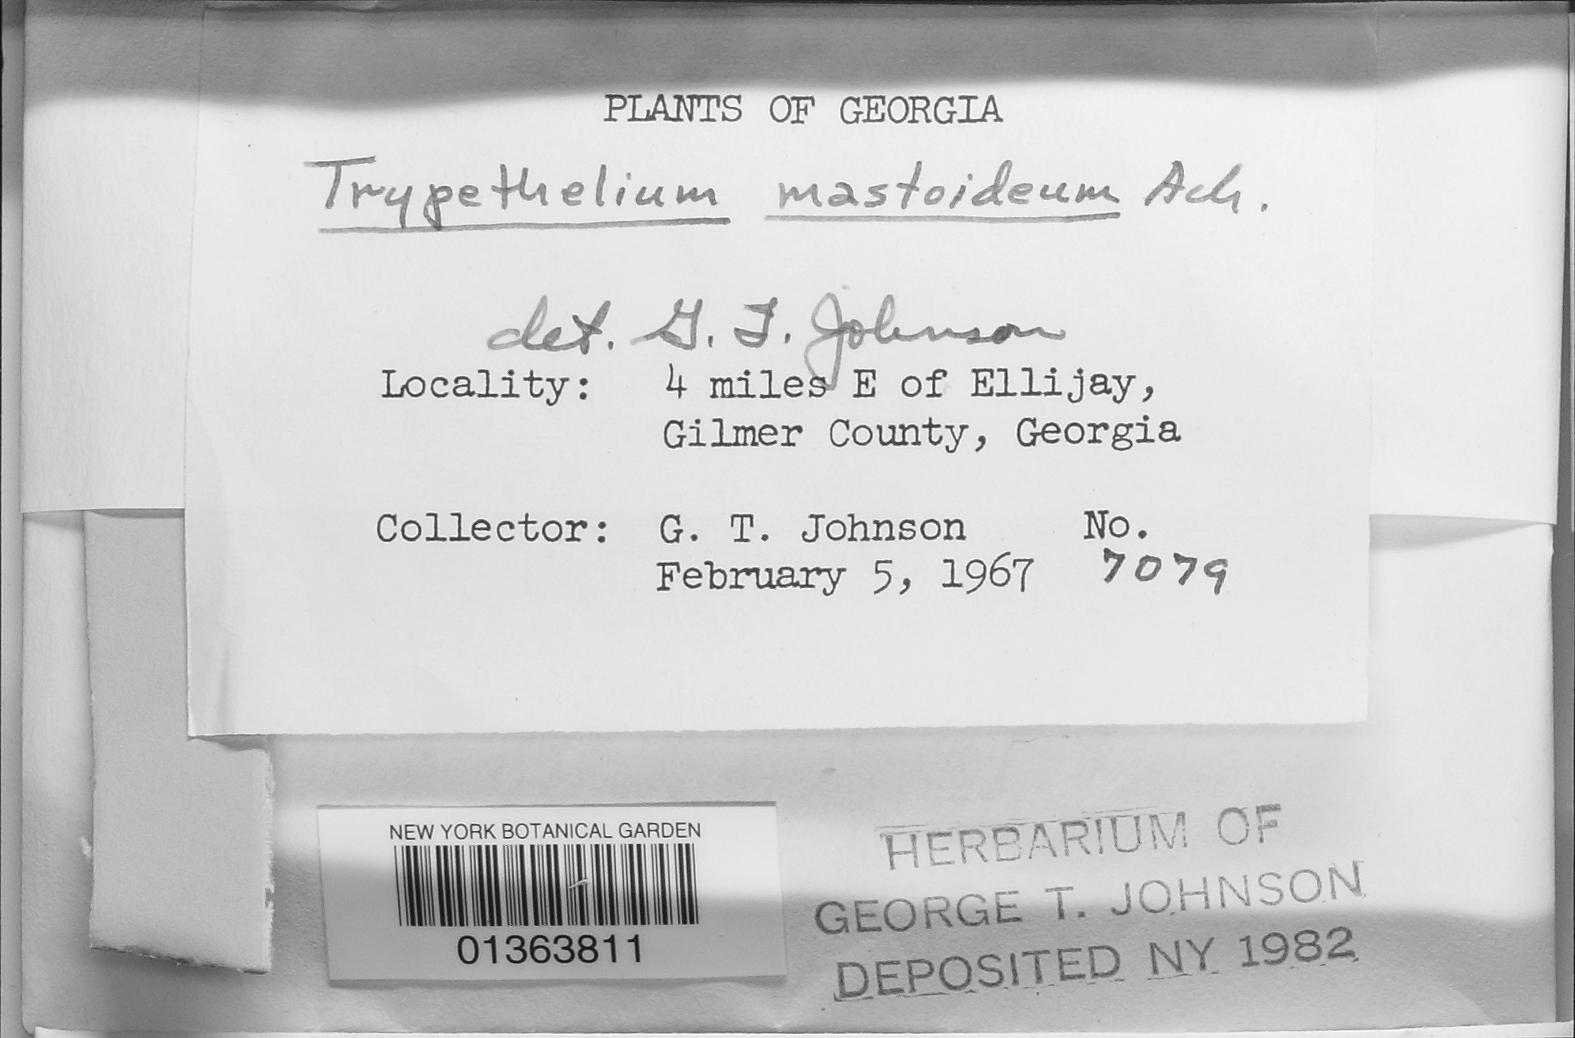 PLANTS OF GEORGIA
Trypethelium mastoideum Ach.
det. G. T. Johnson
Locality: 4 miles E of Ellijay,
Gilmer County, Georgia
Collector: G. T. Johnson No.
February 5, 1967 7079
NEW YORK BOTANICAL GARDEN
01363811
HERBARIUM OF
GEORGE T. JOHNSON
DEPOSITED NY 1982